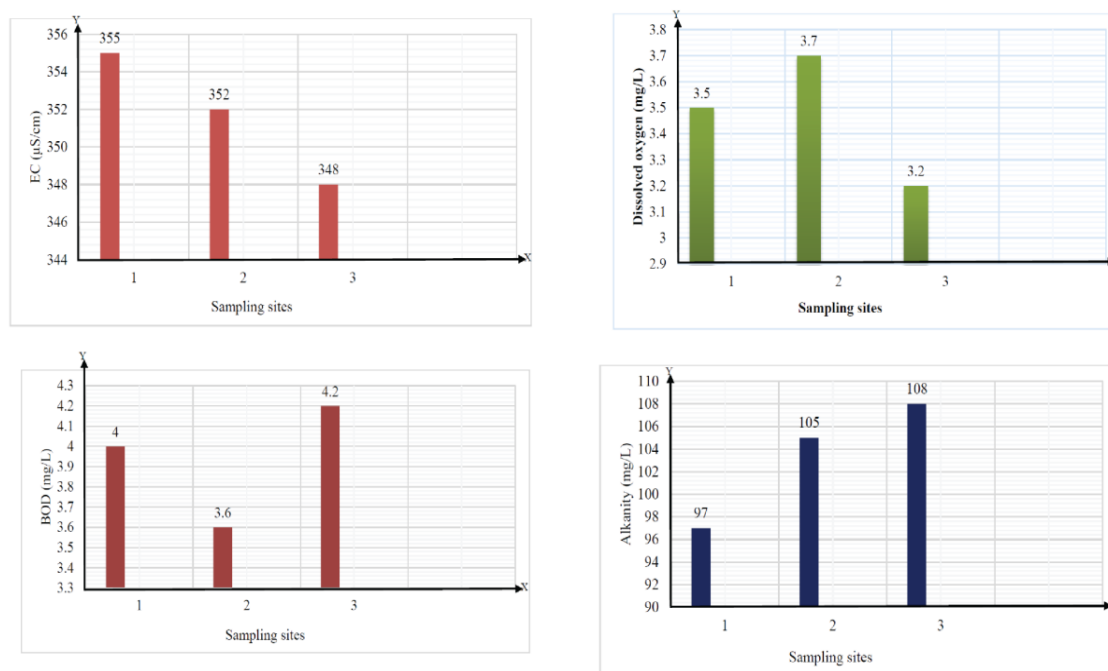 Y
356
355
354
352
352
350
348
348
346
344
EC (µS/cm)
1 2 3
X
Sampling sites
Y
3.8
3.7
3.7
3.6
3.5
3.5
3.4
3.3
3.2
3.2
3.1
3
2.9
Dissolved oxygen (mg/L)
1 2 3
X
Sampling sites
Y
4.3
4.2
4.2
4.1
4
4
3.9
3.8
3.7
3.6
3.6
3.5
3.4
3.3
BOD (mg/L)
1 2 3
X
Sampling sites
Y
110
108
108
106
105
104
102
100
98
97
96
94
92
90
Alkanity (mg/L)
1 2 3
X
Sampling sites